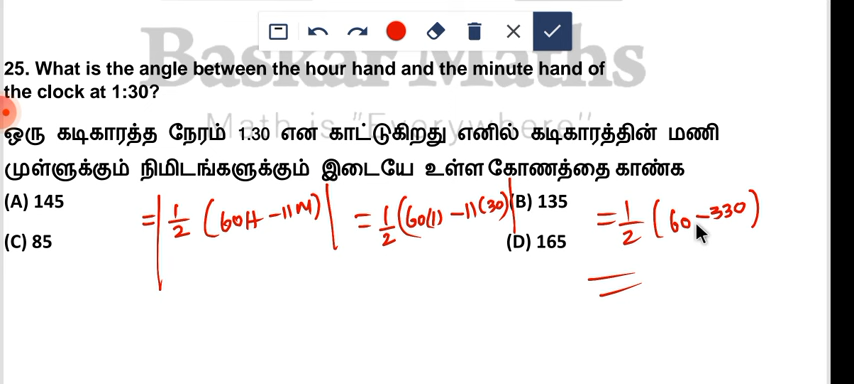 Baskar Maths
25. What is the angle between the hour hand and the minute hand of
the clock at 1:30?
Math is "Everywhere"
ஒரு கடிகாரத்த நேரம் 1.30 என காட்டுகிறது எனில் கடிகாரத்தின் மணி
முள்ளுக்கும் நிமிடங்களுக்கும் இடையே உள்ள கோணத்தை காண்க
(A) 145 (B) 135
= | 1/2 (60H - 11M) | = 1/2 (60(1) - 11(30) | = 1/2 (60 - 330)
(C) 85 (D) 165
=